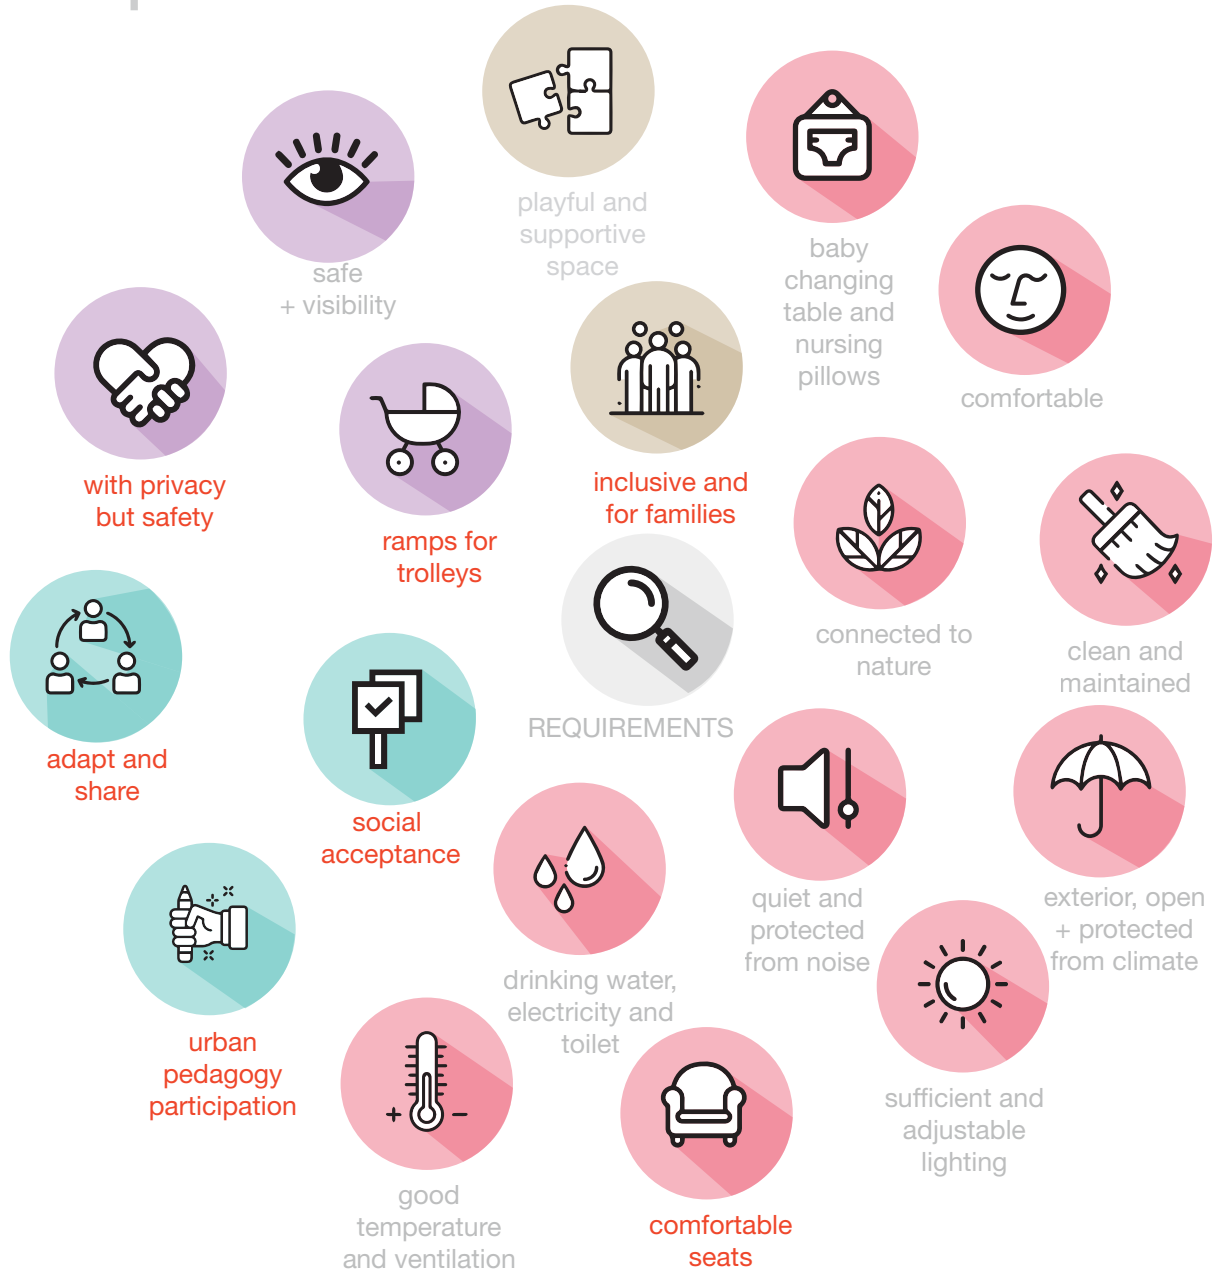 playful and
supportive
space
safe
+ visibility
baby
changing
table and
nursing
pillows
comfortable
with privacy
but safety
ramps for
trolleys
inclusive and
for families
connected to
nature
clean and
maintained
REQUIREMENTS
adapt and
share
social
acceptance
quiet and
protected
from noise
exterior, open
+ protected
from climate
drinking water,
electricity and
toilet
urban
pedagogy
participation
sufficient and
adjustable
lighting
good
temperature
and ventilation
comfortable
seats